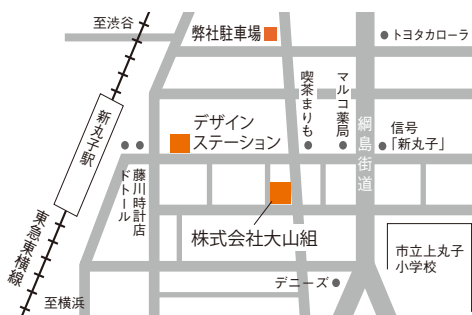 至渋谷
弊社駐車場
トヨタカローラ
新丸子駅
デザイン
ステーション
喫茶まりも
マルコ薬局
綱島街道
信号
「新丸子」
ドトール
藤川時計店
東急東横線
株式会社大山組
市立上丸子
小学校
デニーズ
至横浜